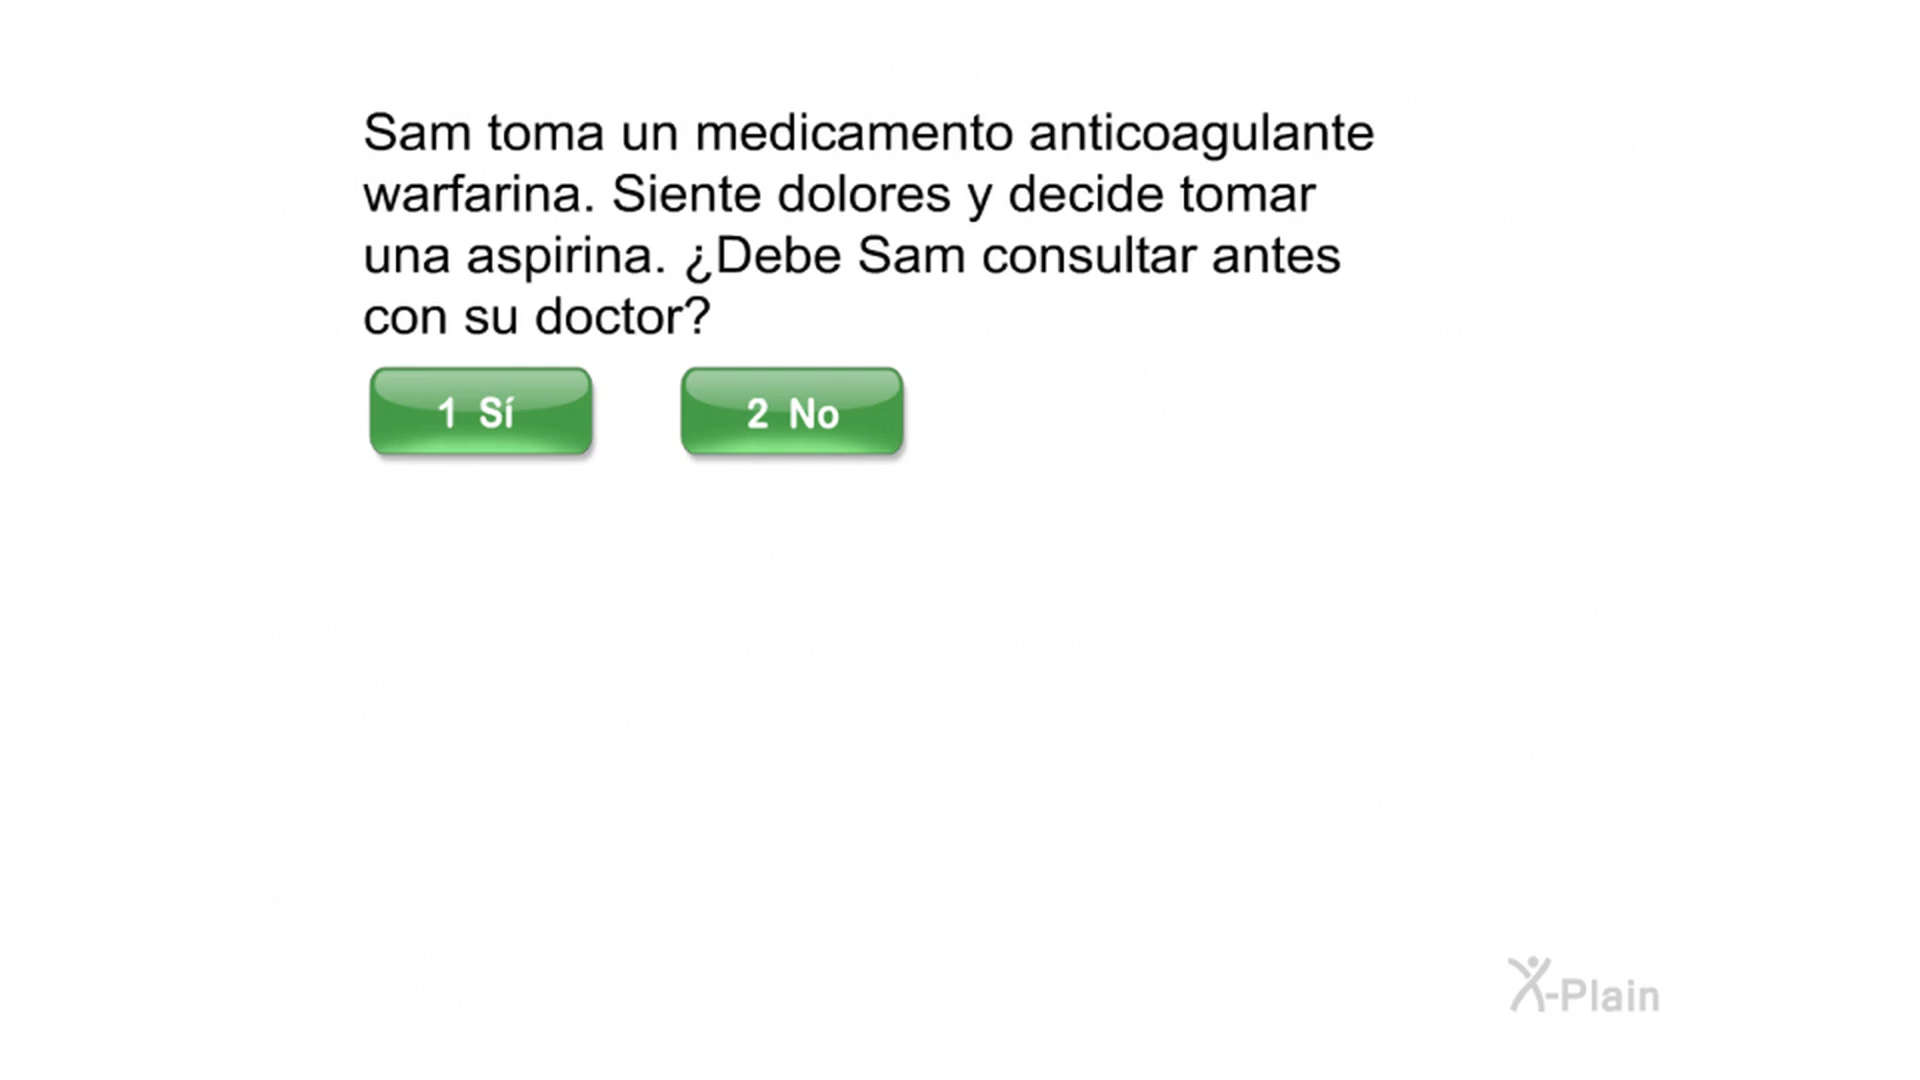 Sam toma un medicamento anticoagulante
warfarina. Siente dolores y decide tomar
una aspirina. ¿Debe Sam consultar antes
con su doctor?
1 Sí
2 No
X-Plain